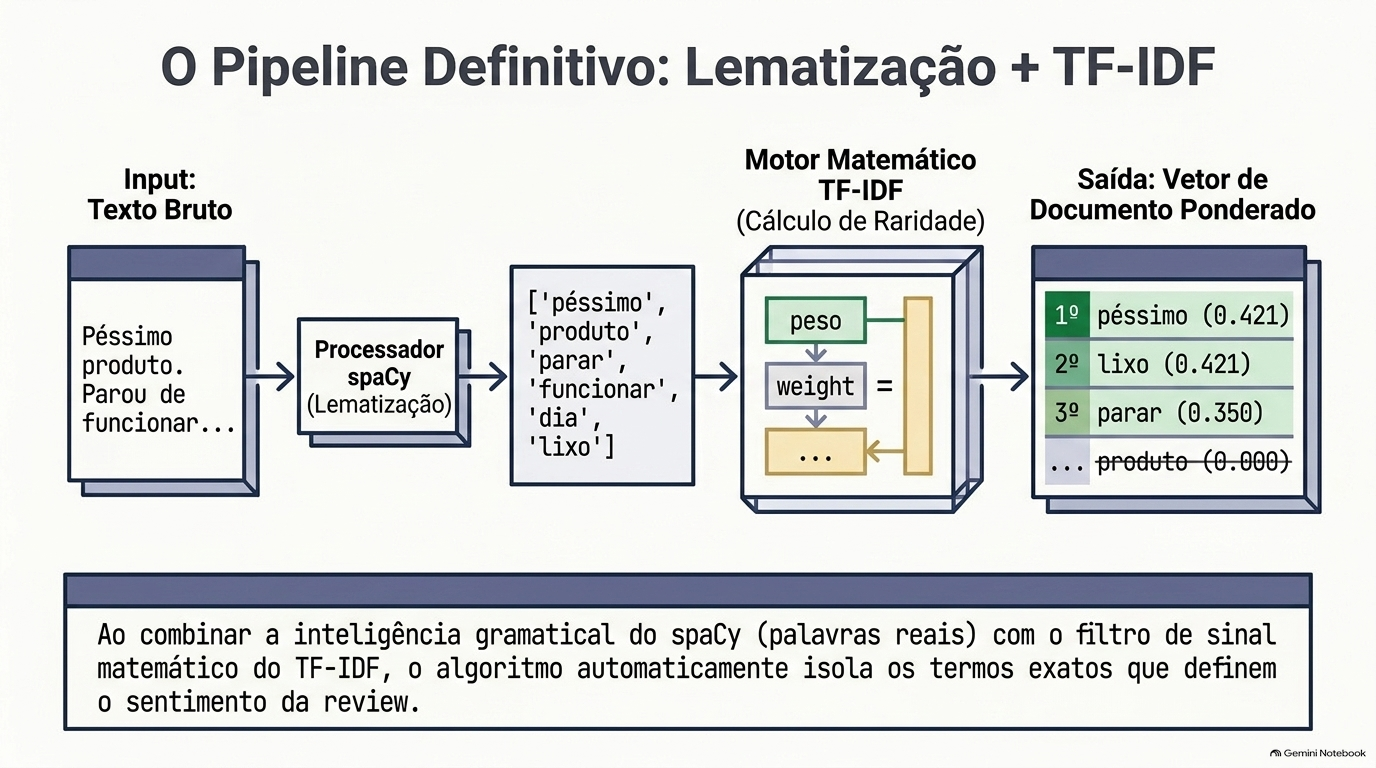 O Pipeline Definitivo: Lematização + TF-IDF
Input:
Texto Bruto
Péssimo
produto.
Parou de
funcionar...
Processador
spaCy
(Lematização)
['péssimo',
'produto',
'parar',
'funcionar',
'dia',
'lixo']
Motor Matemático
TF-IDF
(Cálculo de Raridade)
peso
weight =
...
Saída: Vetor de
Documento Ponderado
1º péssimo (0.421)
2º lixo (0.421)
3º parar (0.350)
... produto (0.000)
Ao combinar a inteligência gramatical do spaCy (palavras reais) com o filtro de sinal
matemático do TF-IDF, o algoritmo automaticamente isola os termos exatos que definem
o sentimento da review.
Gemini Notebook